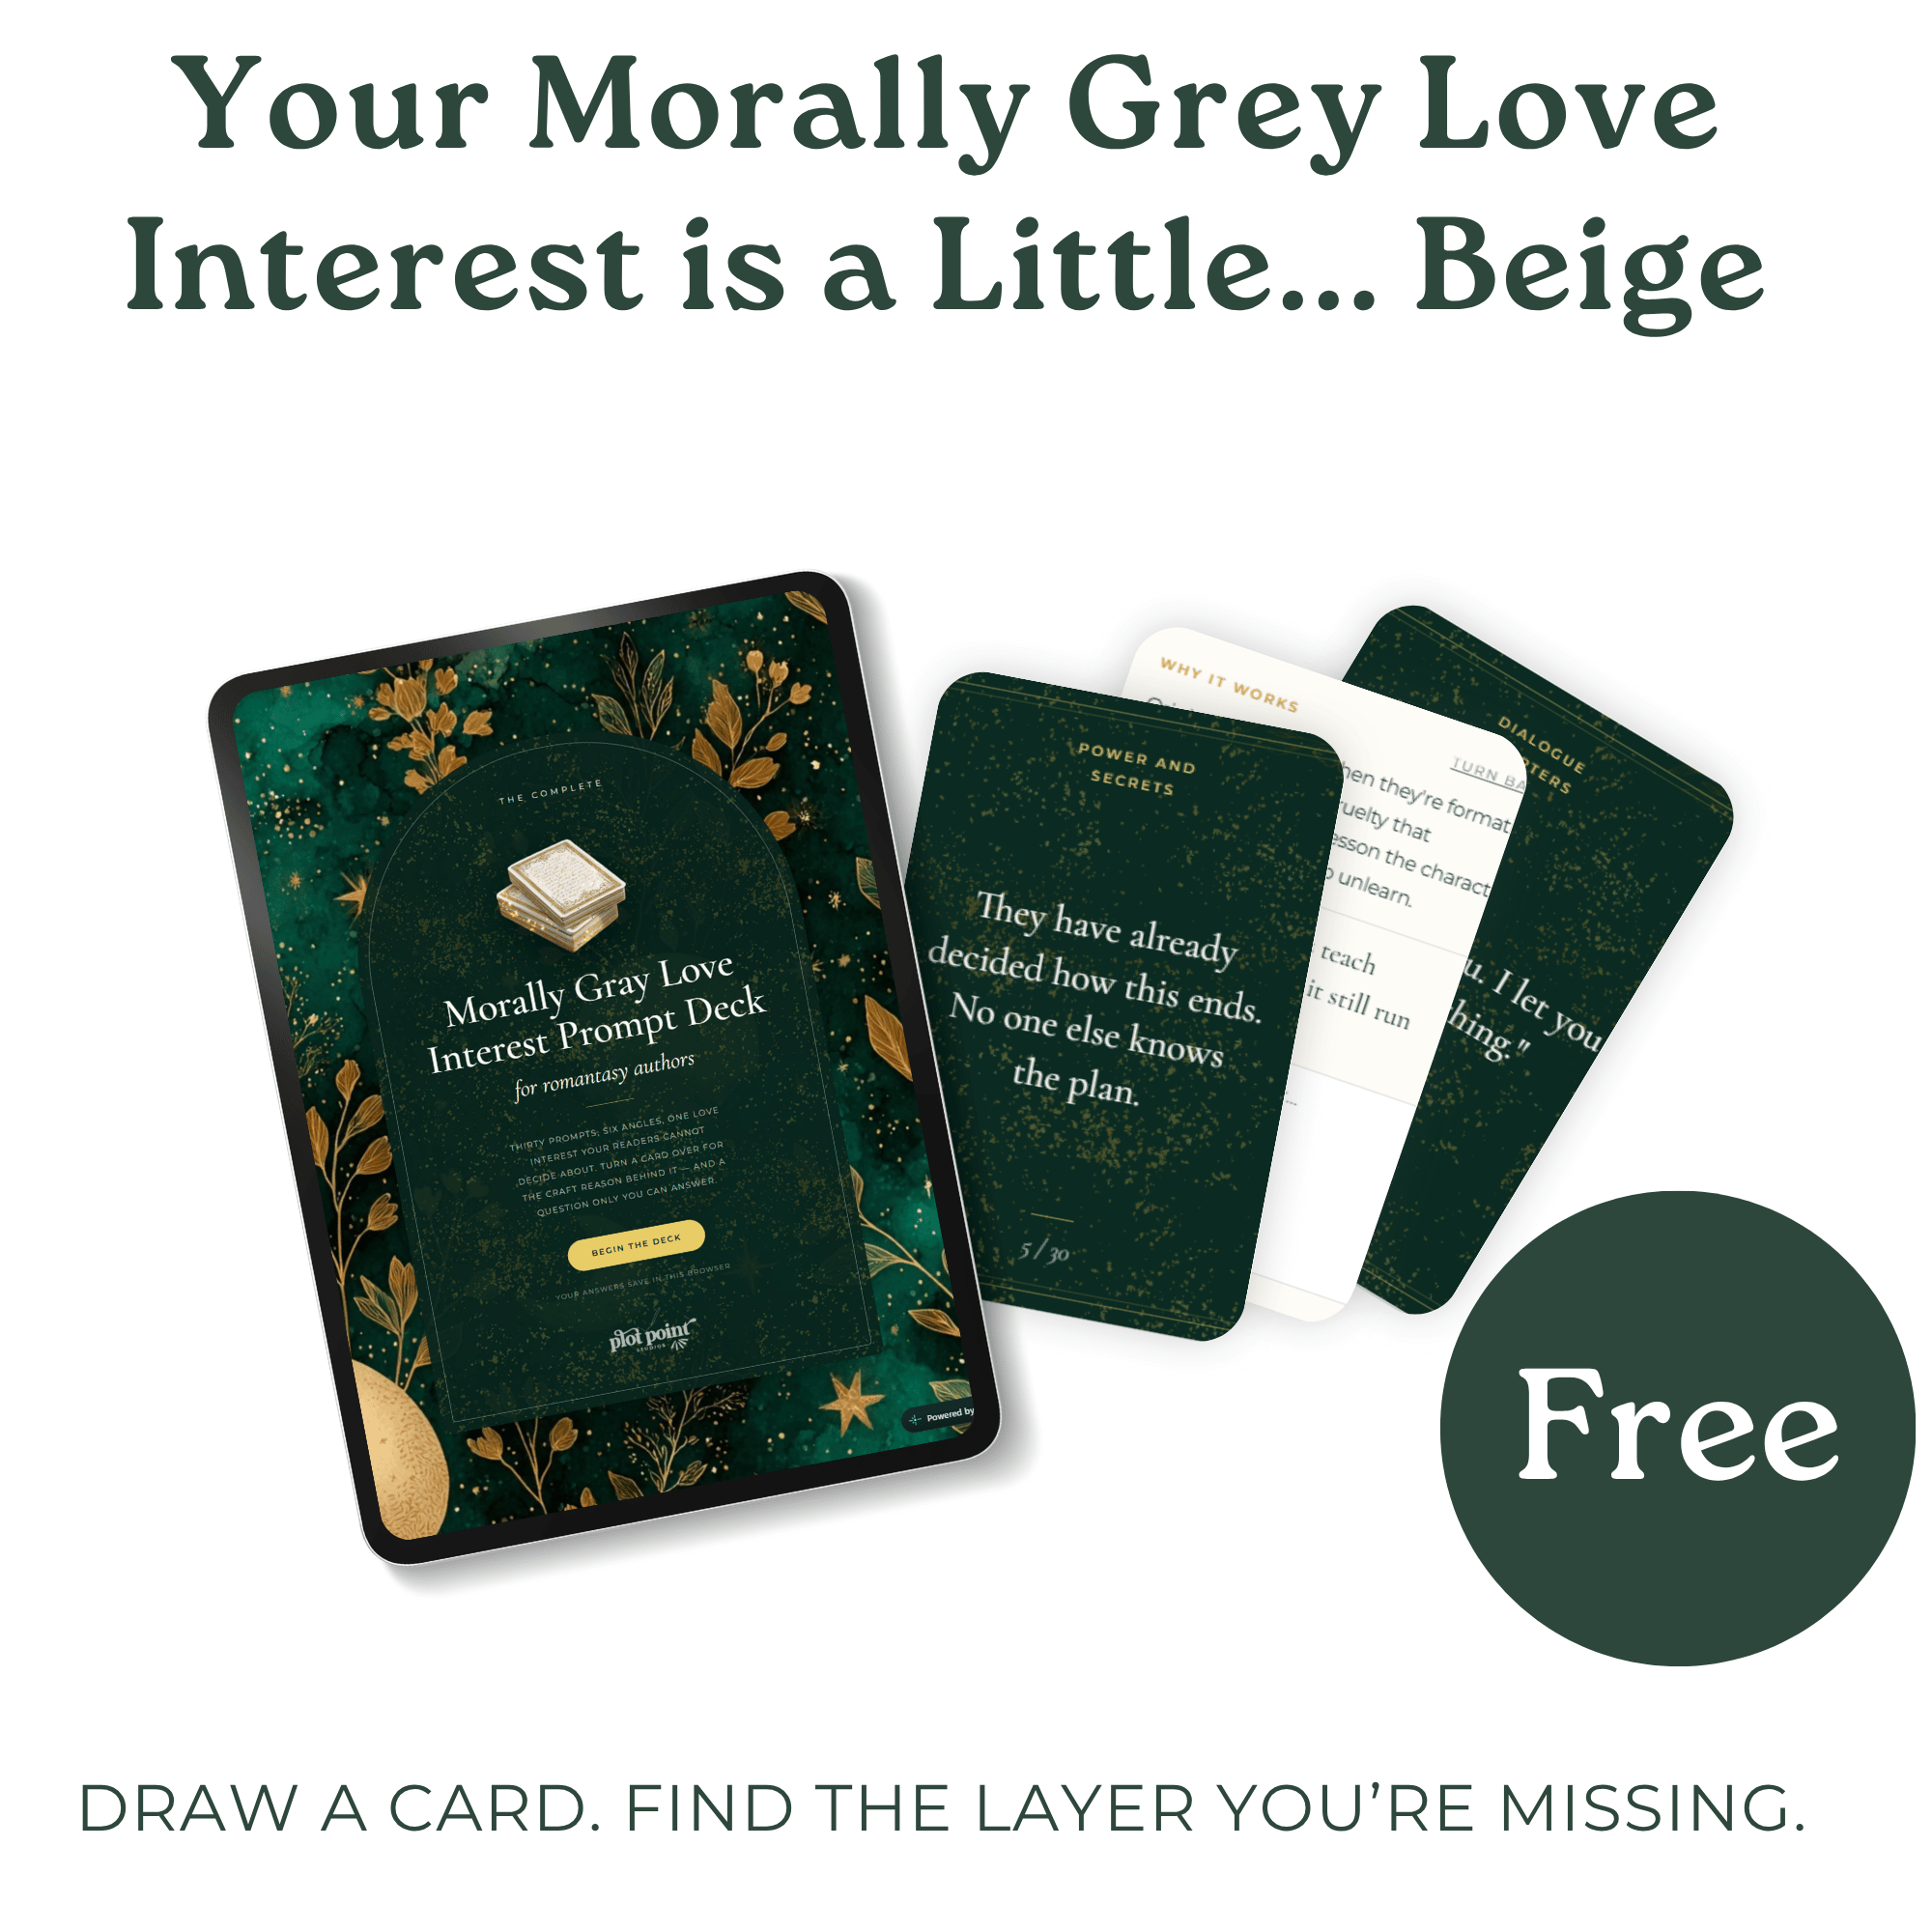 Your Morally Grey Love
Interest is a Little... Beige
THE COMPLETE
Morally Gray Love
Interest Prompt Deck
for romantasy authors
THIRTY PROMPTS, SIX ANGLES, ONE LOVE
INTEREST YOUR READERS CANNOT
DECIDE ABOUT. TURN A CARD OVER FOR
THE CRAFT REASON BEHIND IT — AND A
QUESTION ONLY YOU CAN ANSWER.
BEGIN THE DECK
YOUR ANSWERS SAVE IN THIS BROWSER
plot point
STUDIOS
Powered by
POWER AND
SECRETS
They have already
decided how this ends.
No one else knows
the plan.
5 / 30
WHY IT WORKS
TURN BA
hen they're format
ruelty that
esson the charact
o unlearn.
teach
it still run
...
DIALOGUE
TERS
u. I let you
hing."
Free
DRAW A CARD. FIND THE LAYER YOU'RE MISSING.